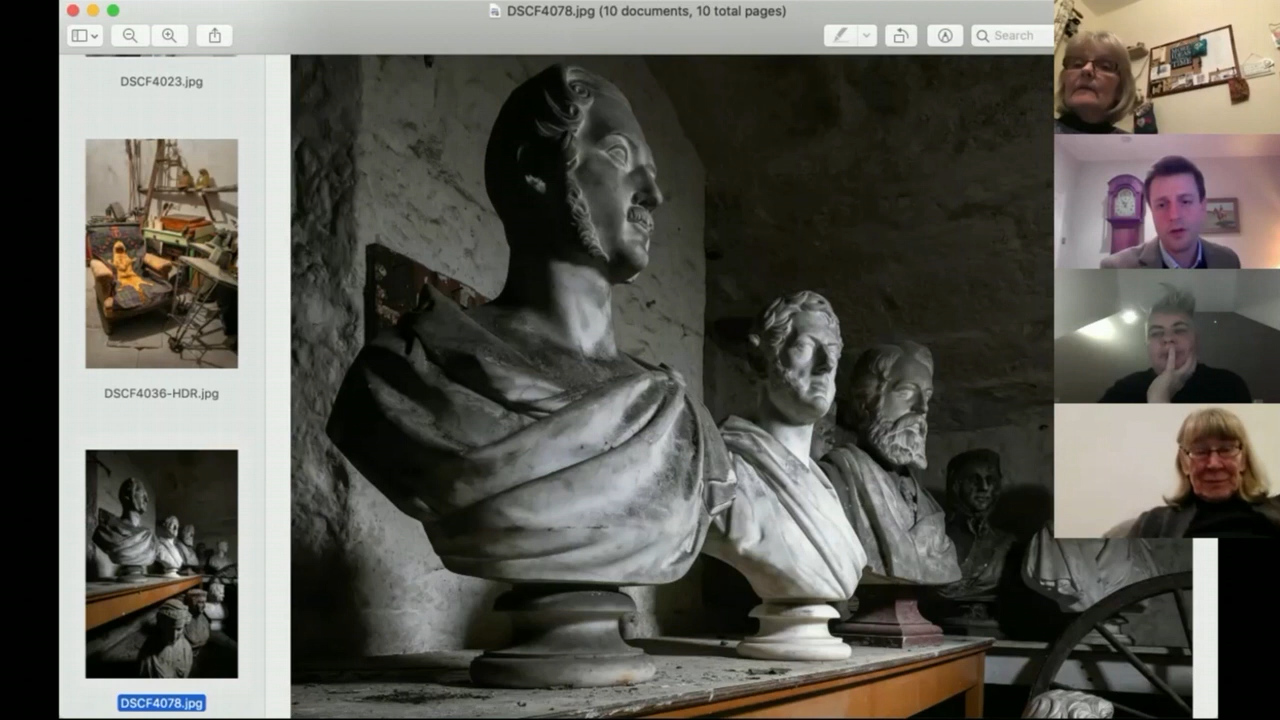 DSCF4078.jpg (10 documents, 10 total pages)
Search
DSCF4023.jpg
DSCF4036-HDR.jpg
DSCF4078.jpg